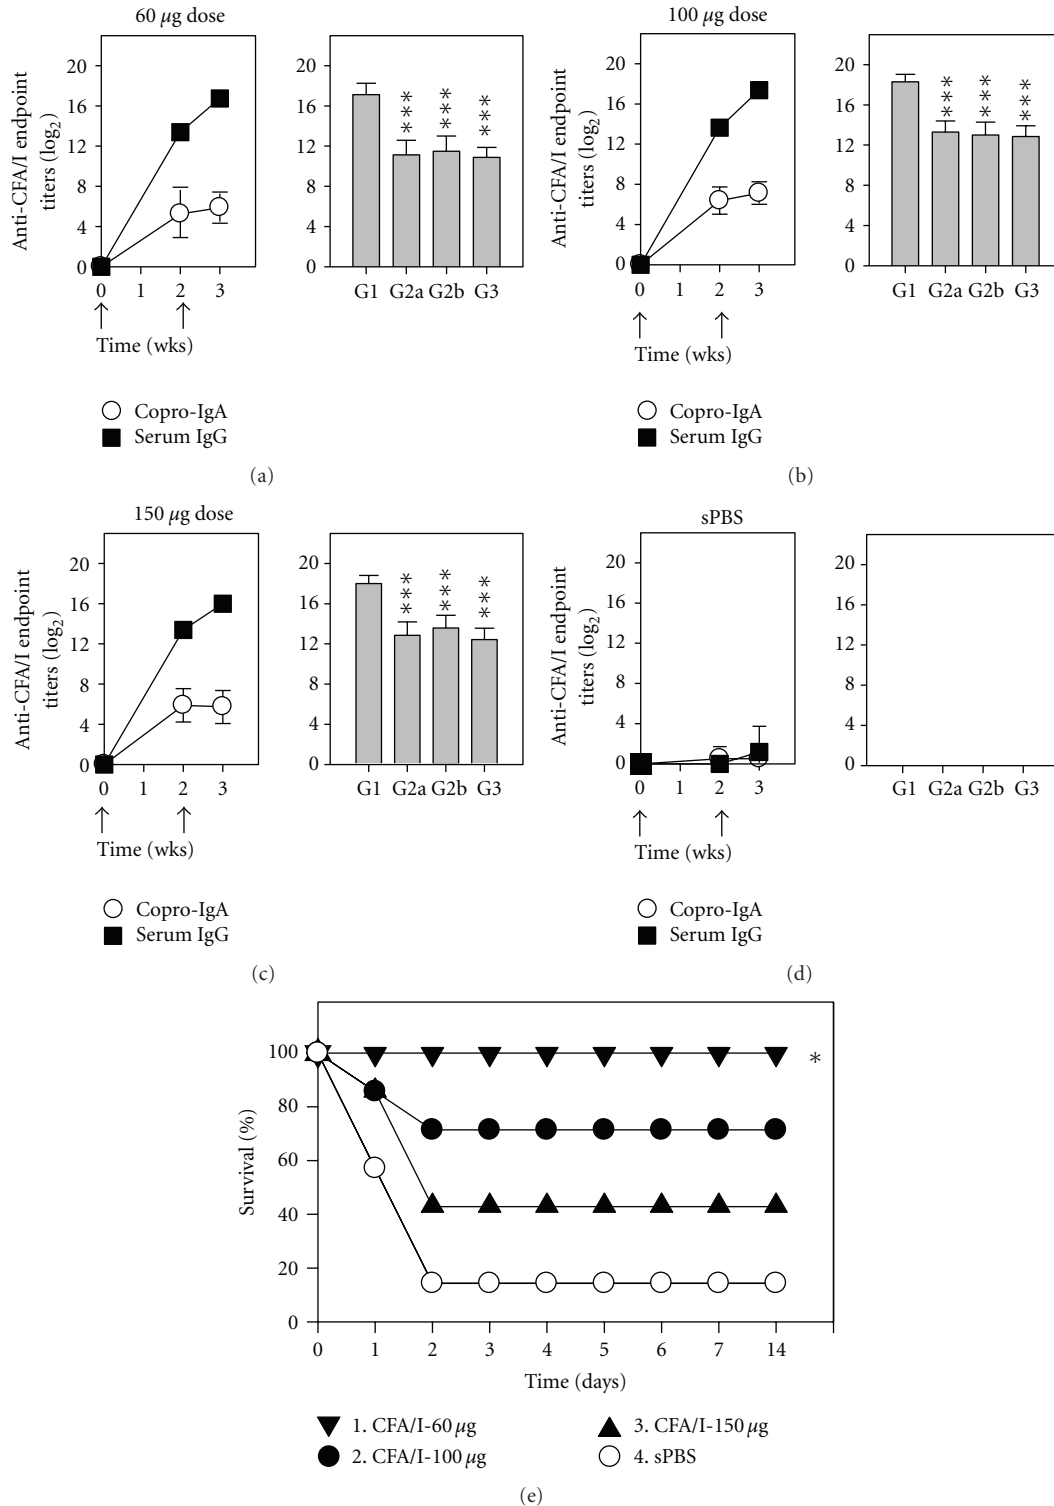 60 µg dose
Anti-CFA/I endpoint
titers (log2)
20
16
12
8
4
0
0 1 2 3
Time (wks)
20
16
12
8
4
0
G1 G2a G2b G3
***
***
***
Copro-IgA
Serum IgG
(a)
100 µg dose
Anti-CFA/I endpoint
titers (log2)
20
16
12
8
4
0
0 1 2 3
Time (wks)
20
16
12
8
4
0
G1 G2a G2b G3
***
***
***
Copro-IgA
Serum IgG
(b)
150 µg dose
Anti-CFA/I endpoint
titers (log2)
20
16
12
8
4
0
0 1 2 3
Time (wks)
20
16
12
8
4
0
G1 G2a G2b G3
***
***
***
Copro-IgA
Serum IgG
(c)
sPBS
Anti-CFA/I endpoint
titers (log2)
20
16
12
8
4
0
0 1 2 3
Time (wks)
20
16
12
8
4
0
G1 G2a G2b G3
Copro-IgA
Serum IgG
(d)
Survival (%)
100
80
60
40
20
0
*
0 1 2 3 4 5 6 7 14
Time (days)
1. CFA/I-60 µg
2. CFA/I-100 µg
3. CFA/I-150 µg
4. sPBS
(e)